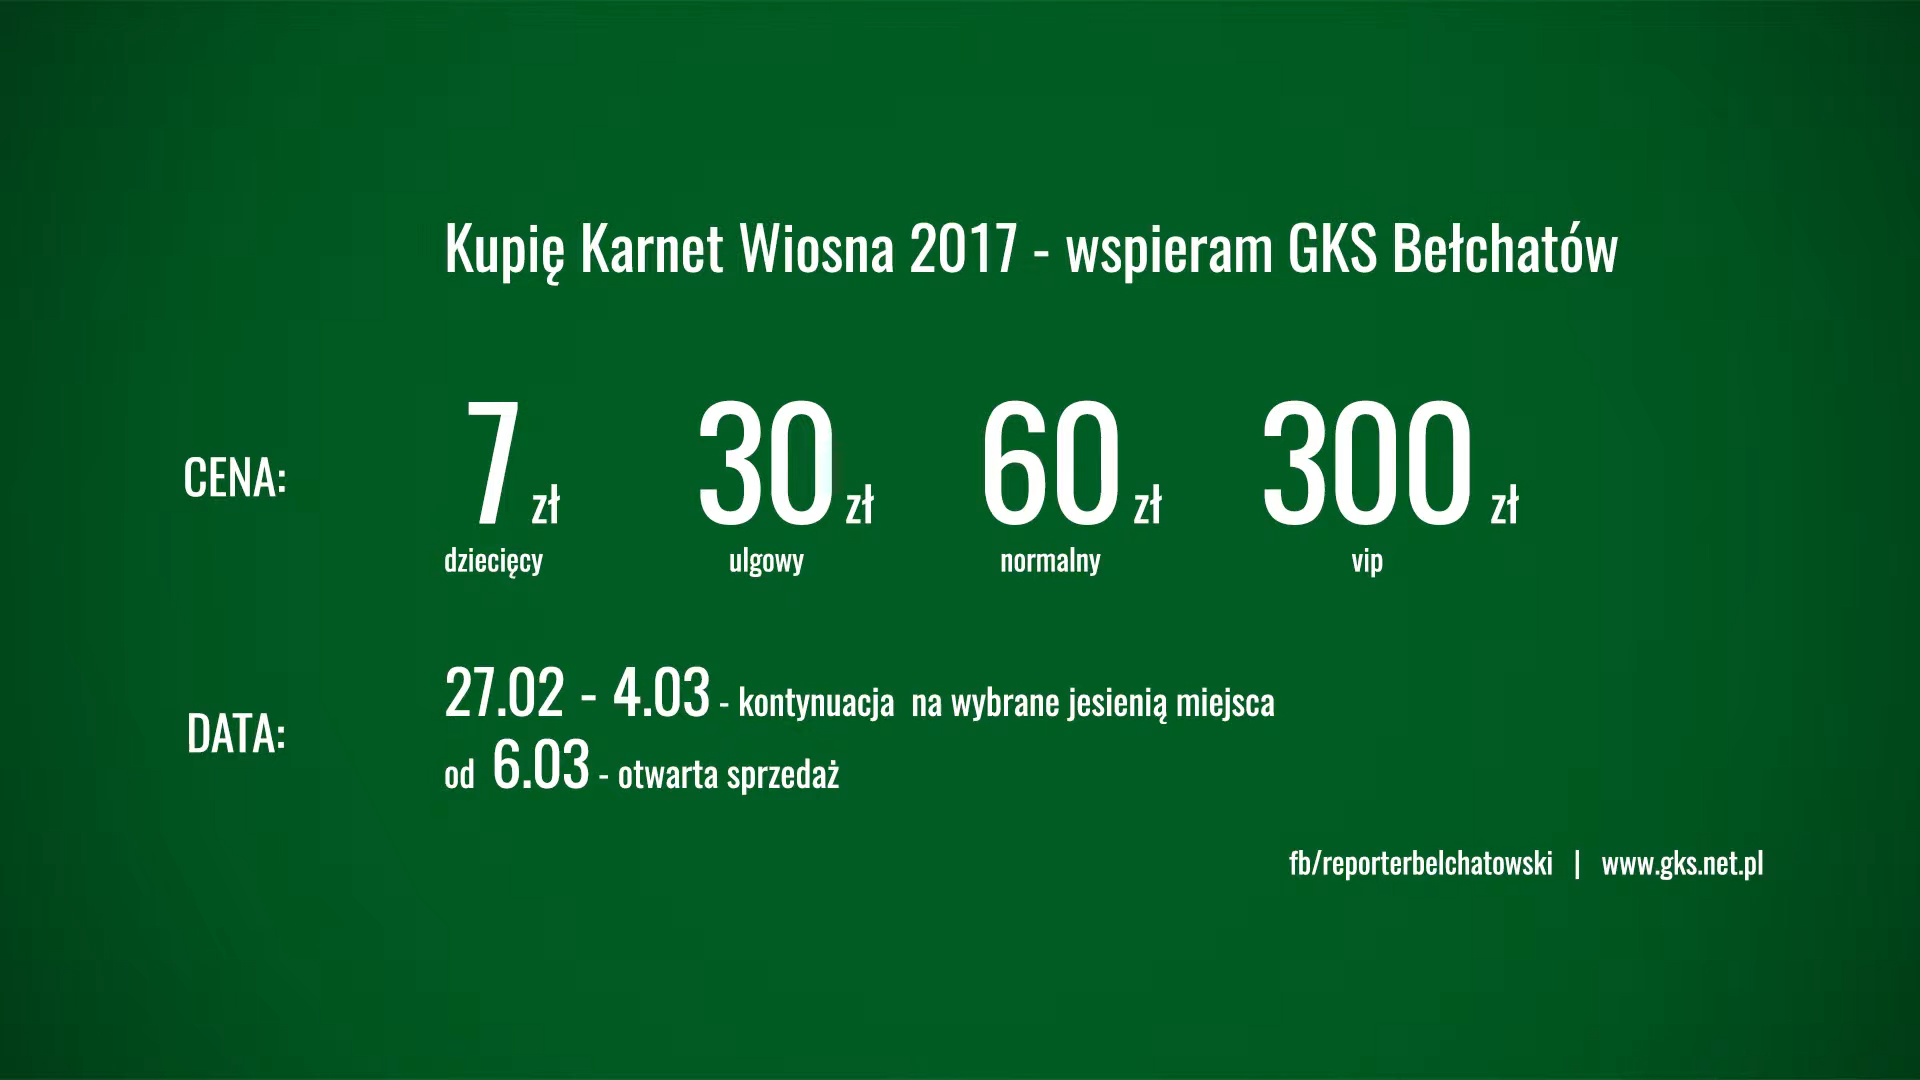 Kupię Karnet Wiosna 2017 - wspieram GKS Bełchatów
CENA:
7 zł 30 zł 60 zł 300 zł
dziecięcy ulgowy normalny vip
DATA:
27.02 - 4.03 - kontynuacja na wybrane jesienią miejsca
od 6.03 - otwarta sprzedaż
fb/reporterbelchatowski | www.gks.net.pl